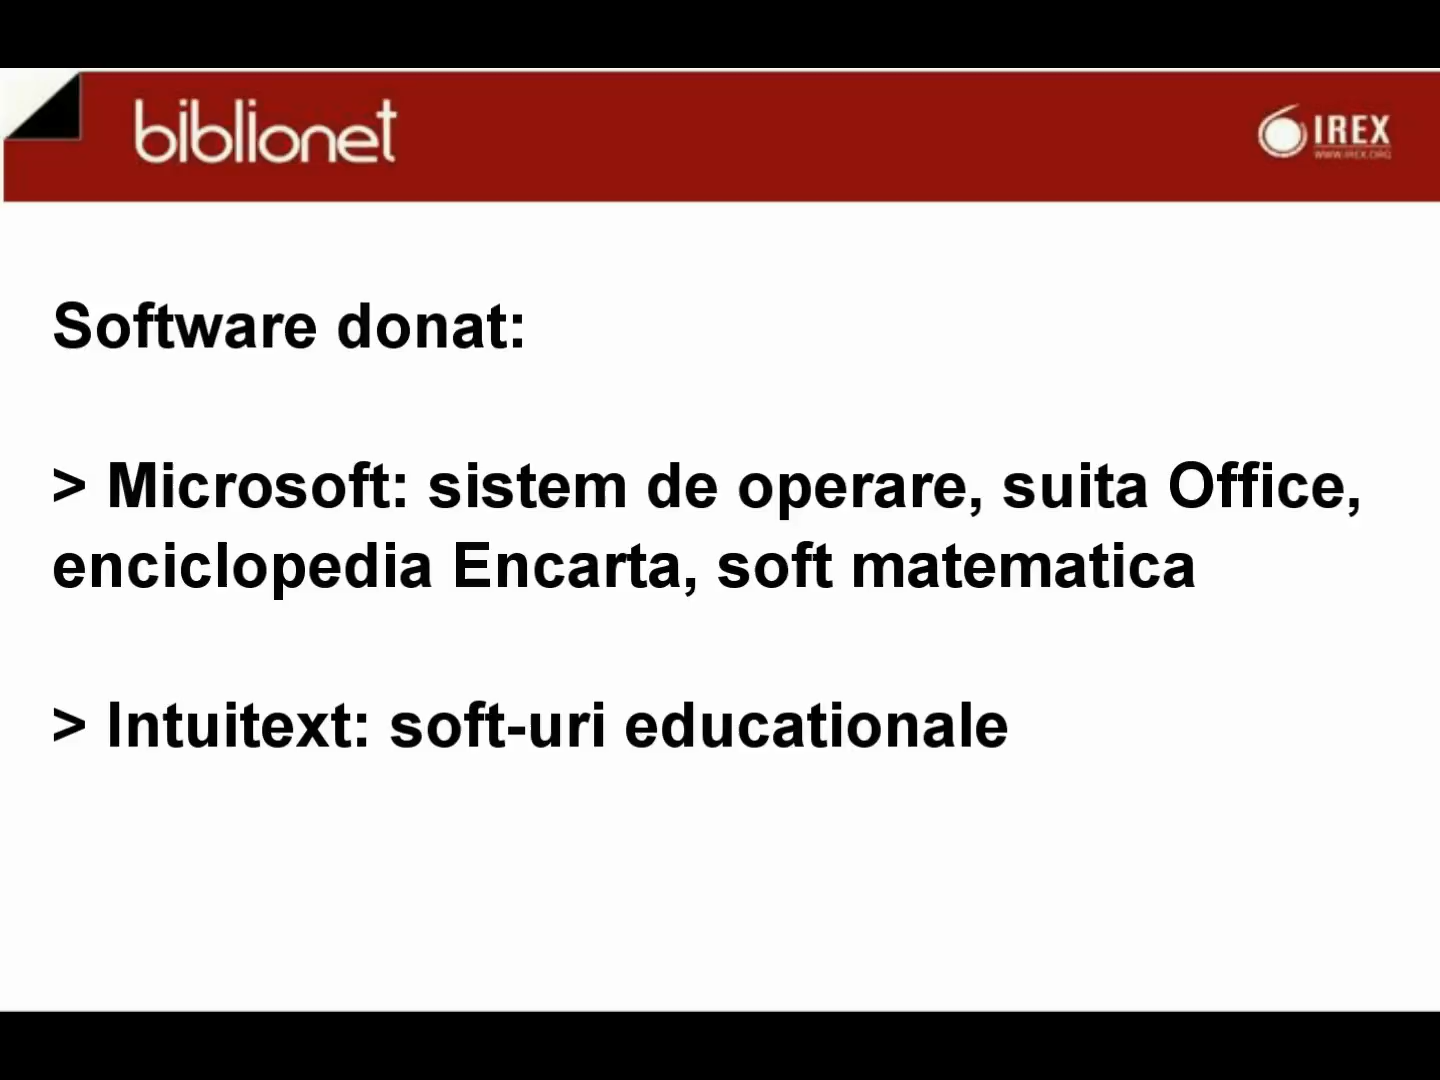 biblionet
IREX
WWW.IREX.ORG
Software donat:
> Microsoft: sistem de operare, suita Office,
enciclopedia Encarta, soft matematica
> Intuitext: soft-uri educationale